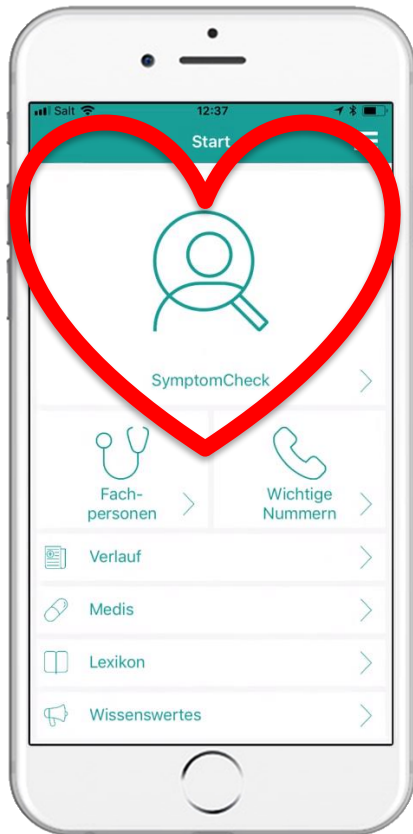 Salt 12:37
Start
SymptomCheck
Fach-
personen
Wichtige
Nummern
Verlauf
Medis
Lexikon
Wissenswertes